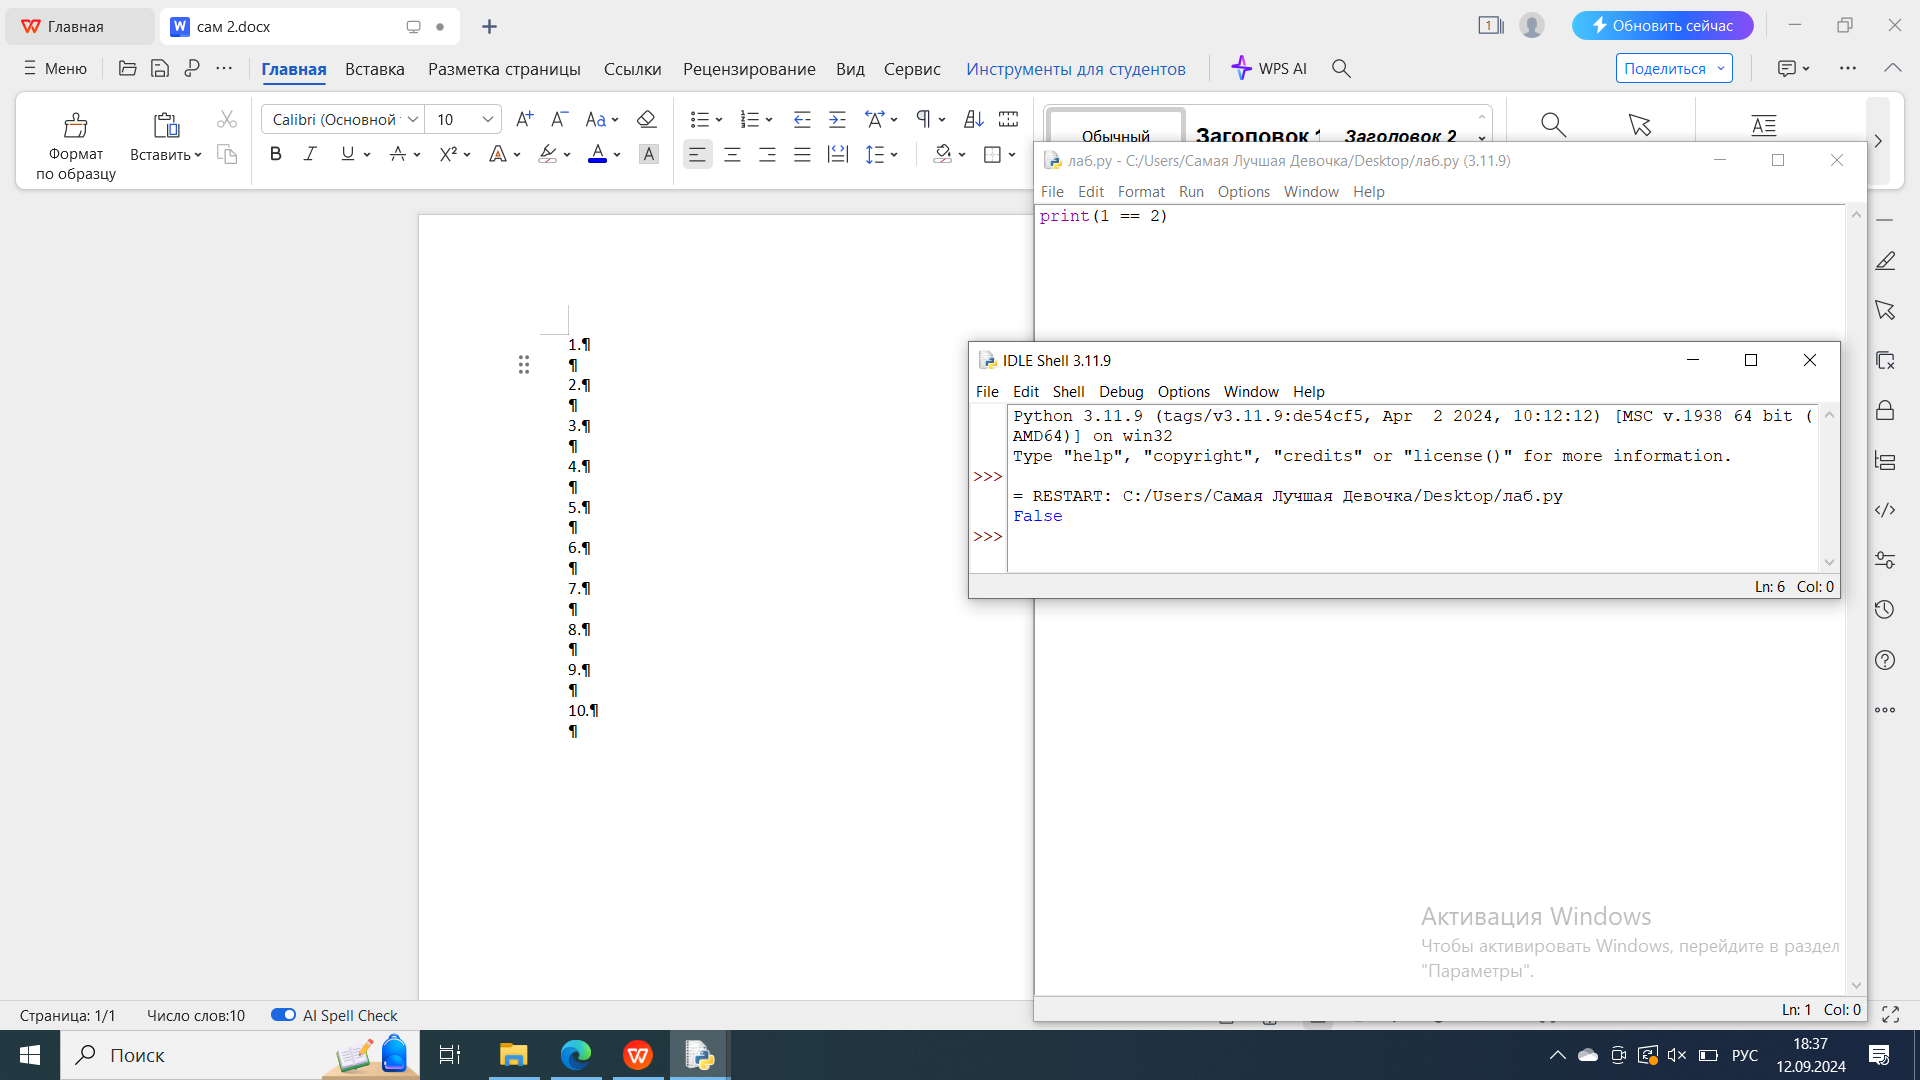 Главная
сам 2.docx
1
Обновить сейчас
Меню
Главная Вставка Разметка страницы Ссылки Рецензирование Вид Сервис Инструменты для студентов WPS AI
Поделиться
Формат
по образцу
Вставить
Calibri (Основной
10
Обычный
Заголовок 1
Заголовок 2
лаб.py - C:/Users/Самая Лучшая Девочка/Desktop/лаб.py (3.11.9)
File Edit Format Run Options Window Help
print(1 == 2)
IDLE Shell 3.11.9
File Edit Shell Debug Options Window Help
Python 3.11.9 (tags/v3.11.9:de54cf5, Apr  2 2024, 10:12:12) [MSC v.1938 64 bit (
AMD64)] on win32
Type "help", "copyright", "credits" or "license()" for more information.
>>>
= RESTART: C:/Users/Самая Лучшая Девочка/Desktop/лаб.py
False
>>>
Ln: 6 Col: 0
1.¶
¶
2.¶
¶
3.¶
¶
4.¶
¶
5.¶
¶
6.¶
¶
7.¶
¶
8.¶
¶
9.¶
¶
10.¶
¶
Активация Windows
Чтобы активировать Windows, перейдите в раздел
"Параметры".
Ln: 1 Col: 0
Страница: 1/1 Число слов:10 AI Spell Check
Поиск
РУС
18:37
12.09.2024